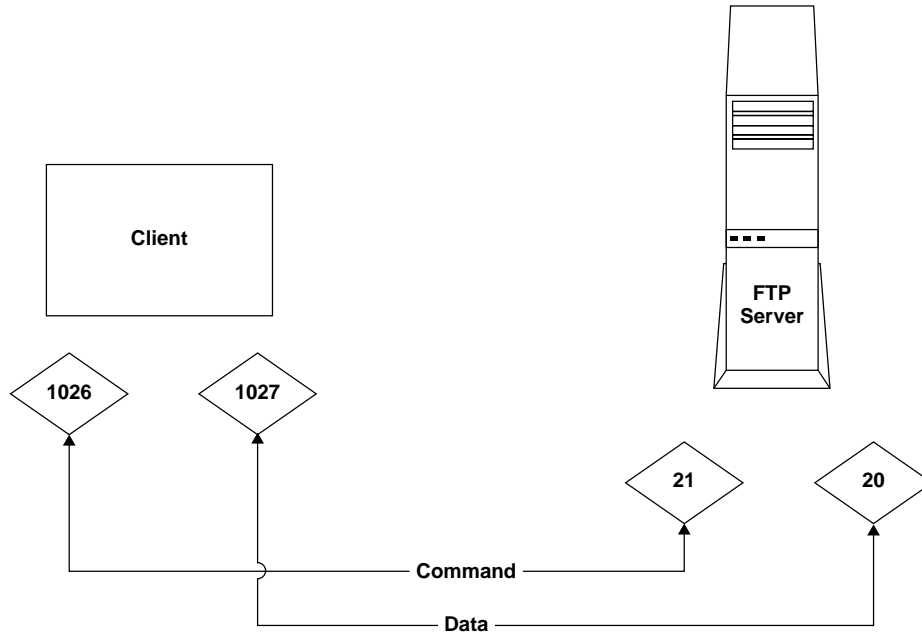 Client
FTP
Server
1026
1027
21
20
Command
Data